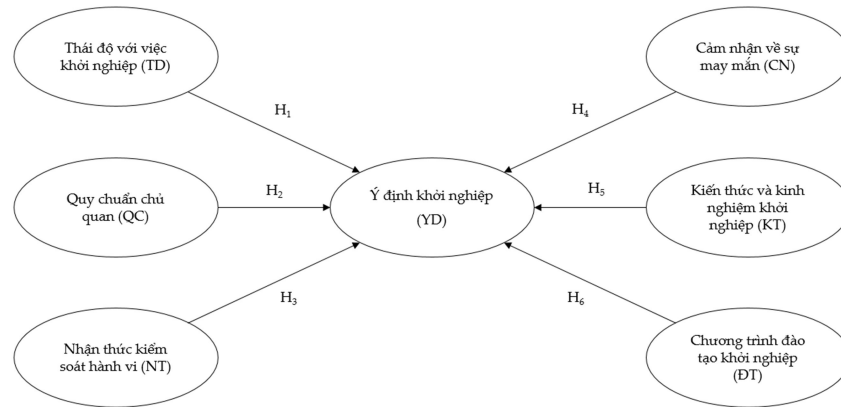 Thái độ với việc
khởi nghiệp (TD)
Cảm nhận về sự
may mắn (CN)
H1
H4
Quy chuẩn chủ
quan (QC)
H2
Ý định khởi nghiệp
(YD)
H5
Kiến thức và kinh
nghiệm khởi
nghiệp (KT)
H3
H6
Nhận thức kiểm
soát hành vi (NT)
Chương trình đào
tạo khởi nghiệp
(ĐT)